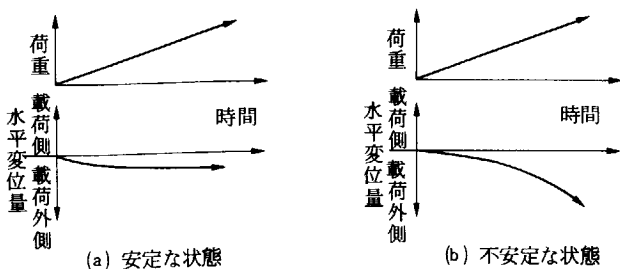 荷重
時間
水平変位量
載荷側
載荷外側
(a) 安定な状態
荷重
時間
水平変位量
載荷側
載荷外側
(b) 不安定な状態